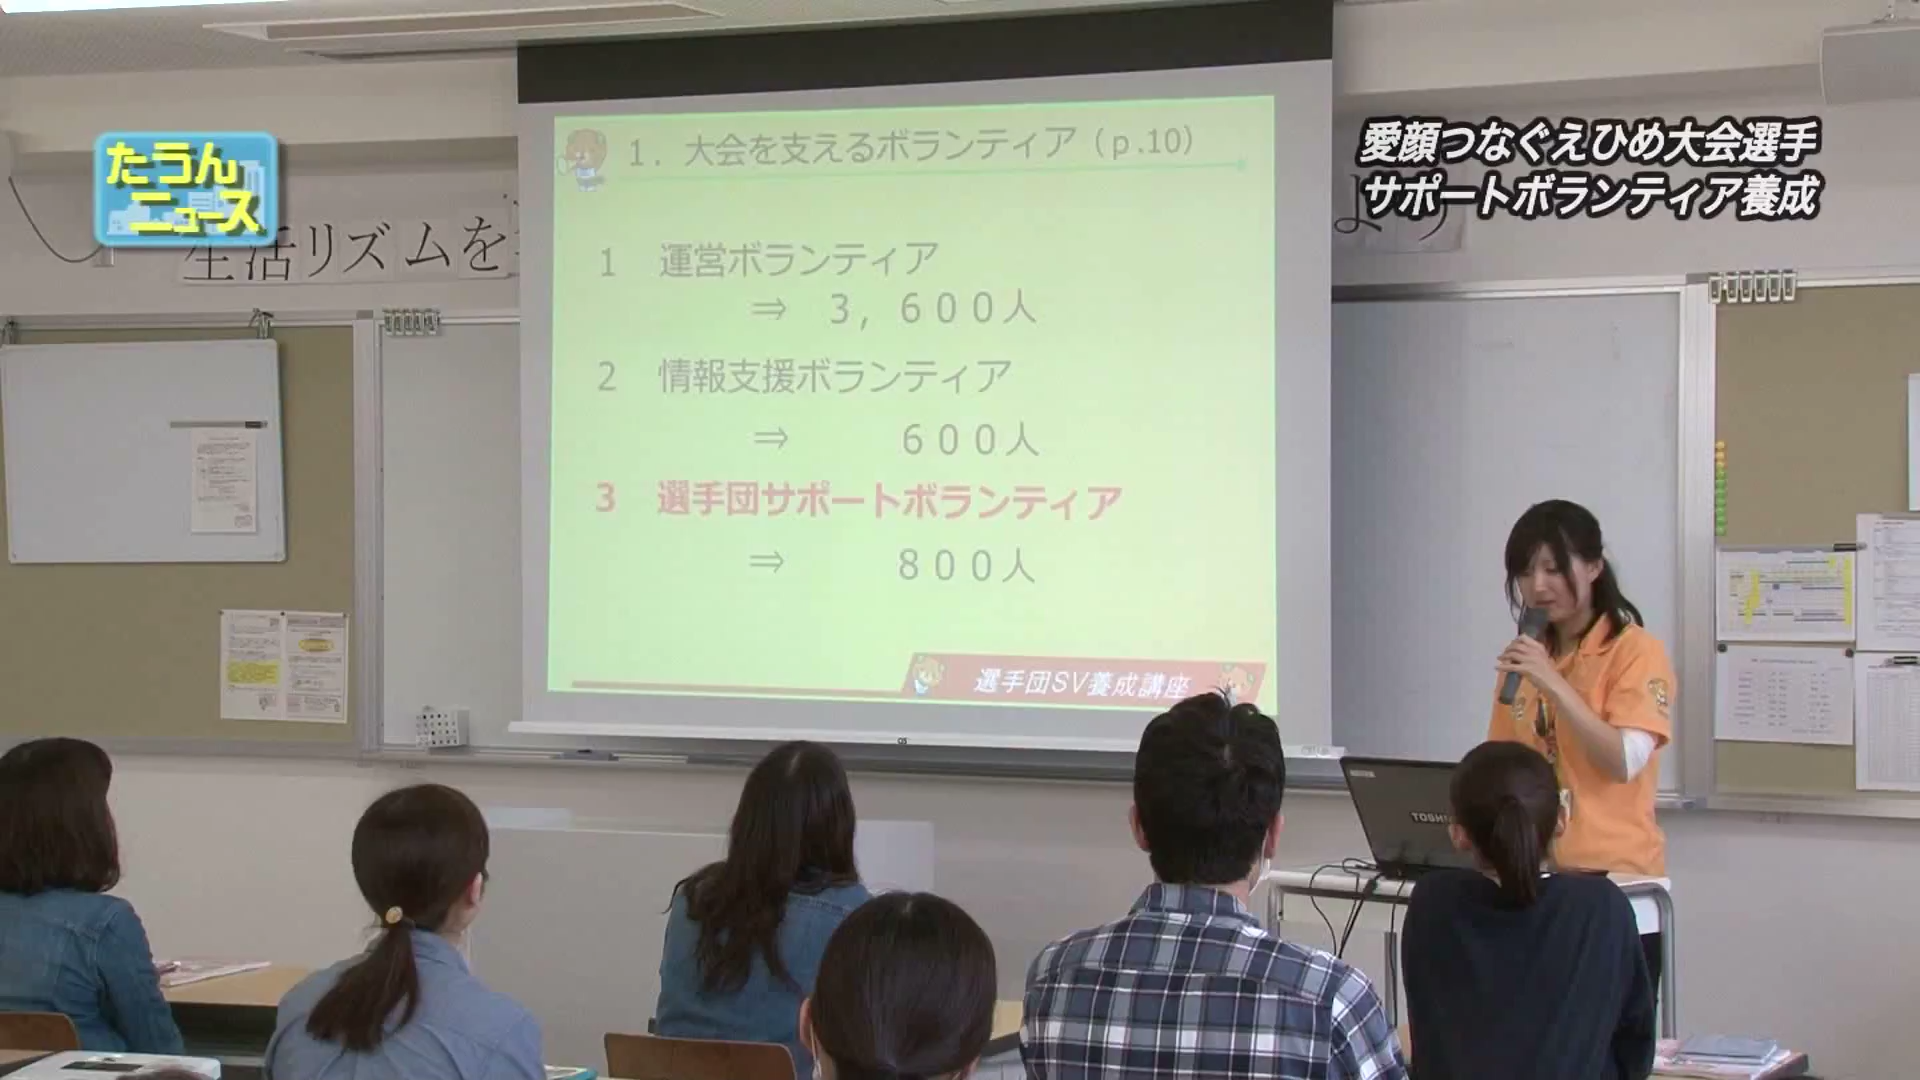 たうん
ニュース
愛顔つなぐえひめ大会選手
サポートボランティア養成
生活リズムを
より
1. 大会を支えるボランティア（p.10）
1 運営ボランティア
⇒ 3,600人
2 情報支援ボランティア
⇒ 600人
3 選手団サポートボランティア
⇒ 800人
選手団SV養成講座